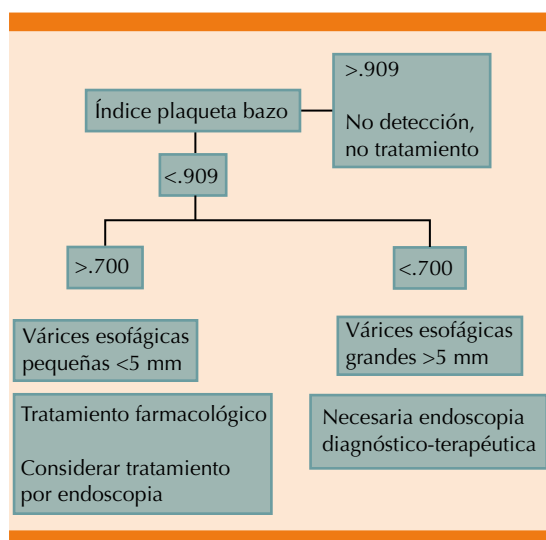 Índice plaqueta bazo
>.909
No detección,
no tratamiento
<.909
>.700
<.700
Várices esofágicas
pequeñas <5 mm
Várices esofágicas
grandes >5 mm
Tratamiento farmacológico
Considerar tratamiento
por endoscopia
Necesaria endoscopia
diagnóstico-terapéutica